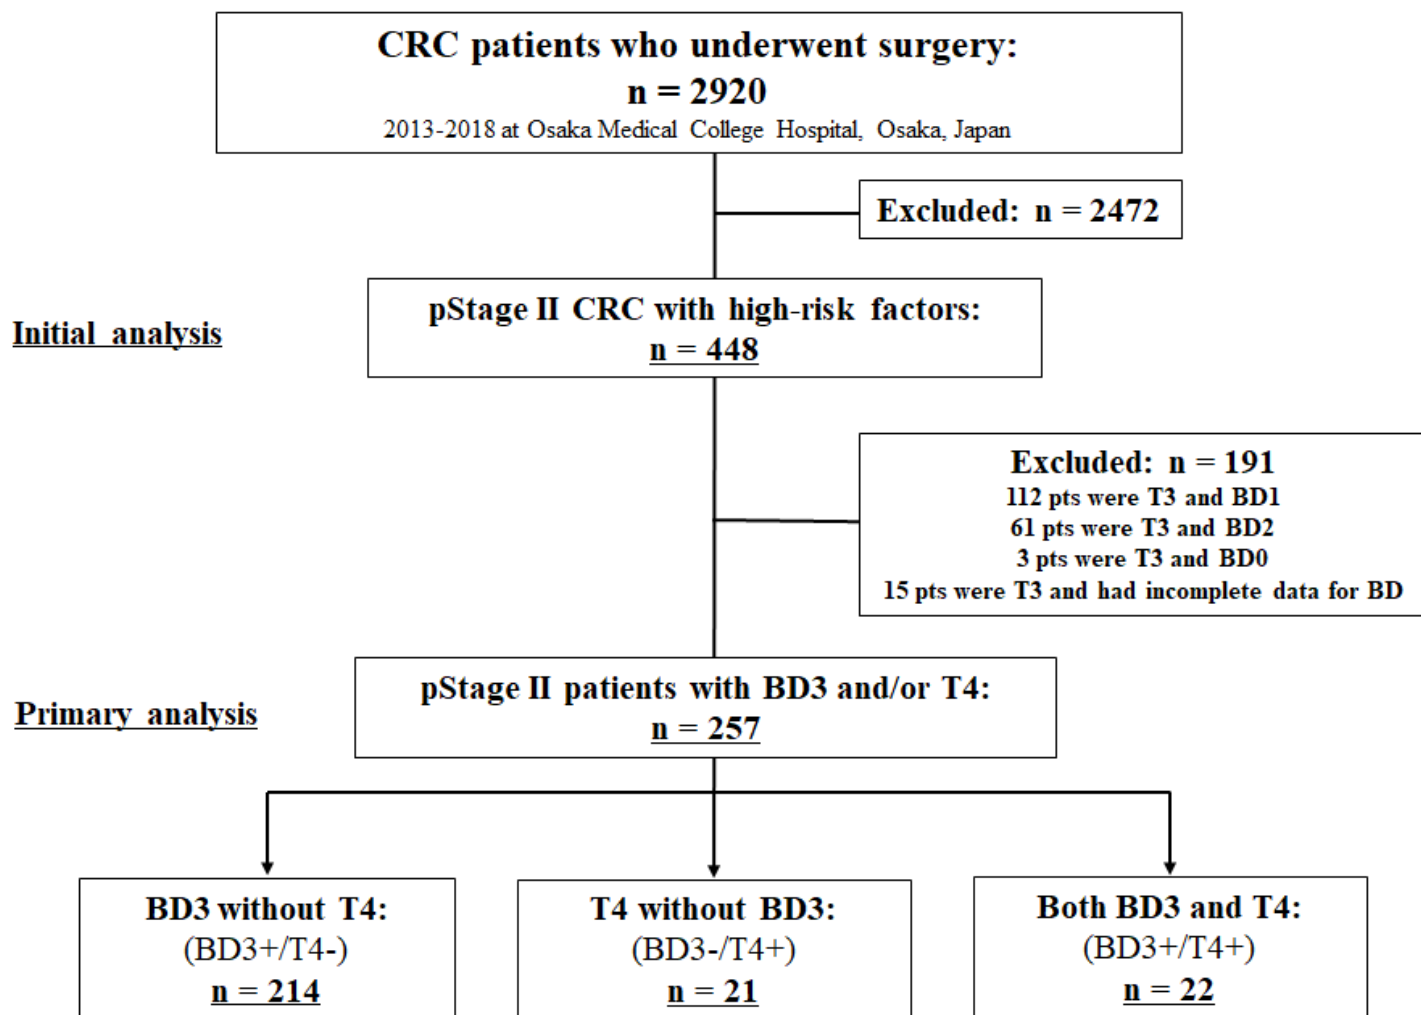 CRC patients who underwent surgery:
n = 2920
2013-2018 at Osaka Medical College Hospital, Osaka, Japan
Excluded: n = 2472
Initial analysis
pStage II CRC with high-risk factors:
n = 448
Excluded: n = 191
112 pts were T3 and BD1
61 pts were T3 and BD2
3 pts were T3 and BD0
15 pts were T3 and had incomplete data for BD
Primary analysis
pStage II patients with BD3 and/or T4:
n = 257
BD3 without T4:
(BD3+/T4-)
n = 214
T4 without BD3:
(BD3-/T4+)
n = 21
Both BD3 and T4:
(BD3+/T4+)
n = 22